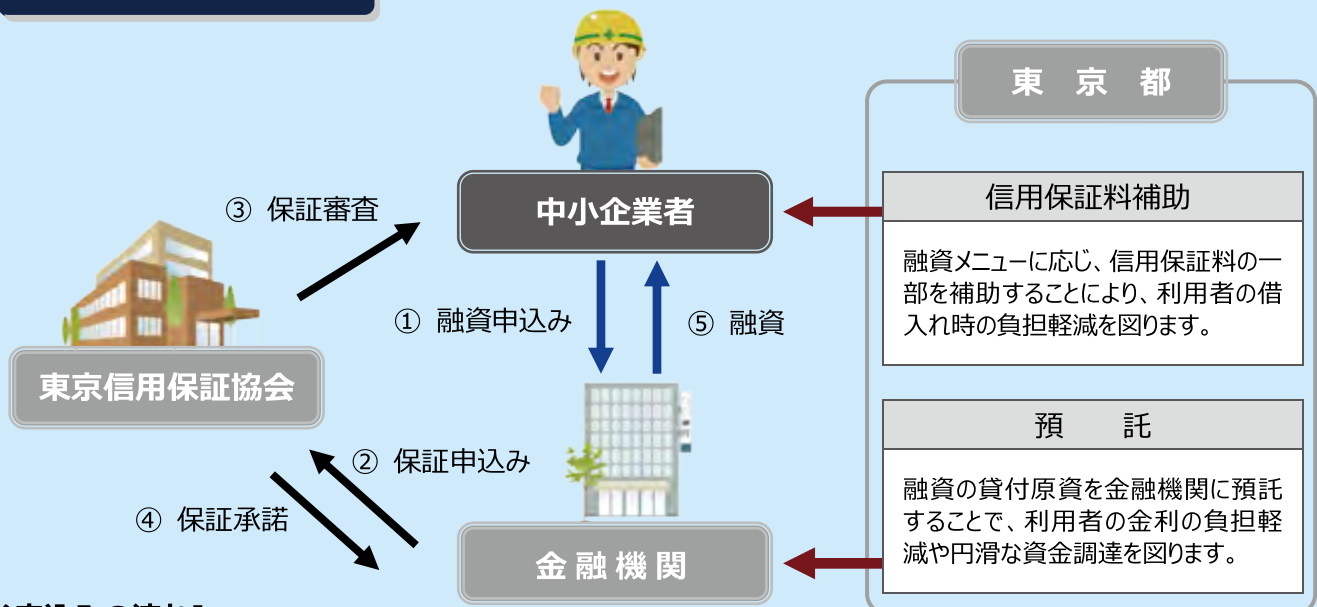 東 京 都
中小企業者
信用保証料補助
融資メニューに応じ、信用保証料の一
部を補助することにより、利用者の借
入れ時の負担軽減を図ります。
③ 保証審査
① 融資申込み
⑤ 融資
東京信用保証協会
預 託
融資の貸付原資を金融機関に預託
することで、利用者の金利の負担軽
減や円滑な資金調達を図ります。
② 保証申込み
④ 保証承諾
金融機関